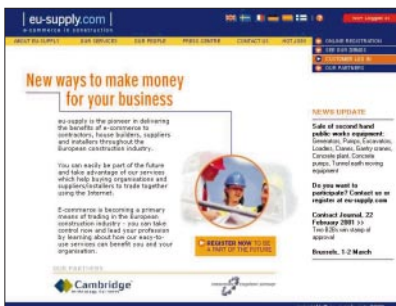 eu-supply.com
e-commerce in construction
ABOUT EU-SUPPLY OUR SERVICES OUR PEOPLE PRESS CENTRE CONTACT US HOT JOBS
ONLINE REGISTRATION
SEE OUR DEMOS
CUSTOMER LOG IN
OUR PARTNERS
New ways to make money
for your business
eu-supply is the pioneer in delivering
the benefits of e-commerce to
contractors, house builders, suppliers
and installers throughout the
European construction industry.
You can easily be part of the future
and take advantage of our services
which help buying organisations and
suppliers/installers to trade together
using the Internet.
E-commerce is becoming a primary
means of trading in the European
construction industry - you can take
control now and lead your profession
by learning about how our easy-to-
use services can benefit you and your
organisation.
REGISTER NOW TO BE
A PART OF THE FUTURE
OUR PARTNERS
Cambridge
NEWS UPDATE
Sale of second hand
public works equipment:
Generators, Pumps, Excavators,
Loaders, Cranes, Gantry cranes,
Concrete plant, Concrete
pumps, Tunnel earth moving
equipment
Do you want to
participate? Contact us or
register at eu-supply.com
Contract Journal, 22
February 2001 >>
Two B2Bs win stamp of
approval
Brussels, 1-2 March